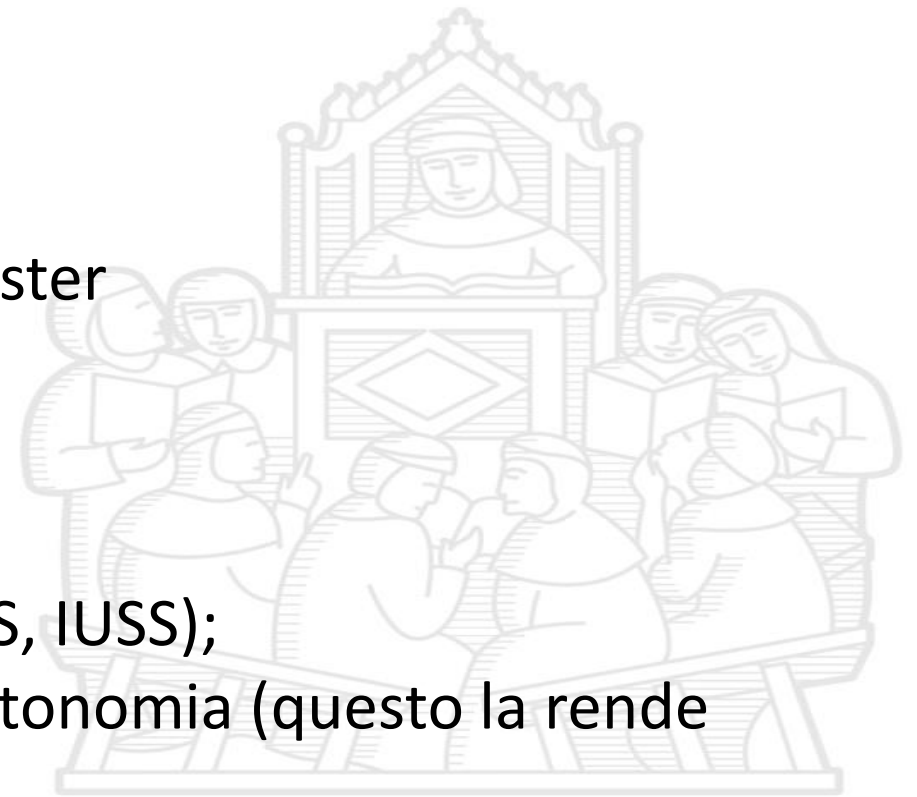 ster
S, IUSS);
tonomia (questo la rende